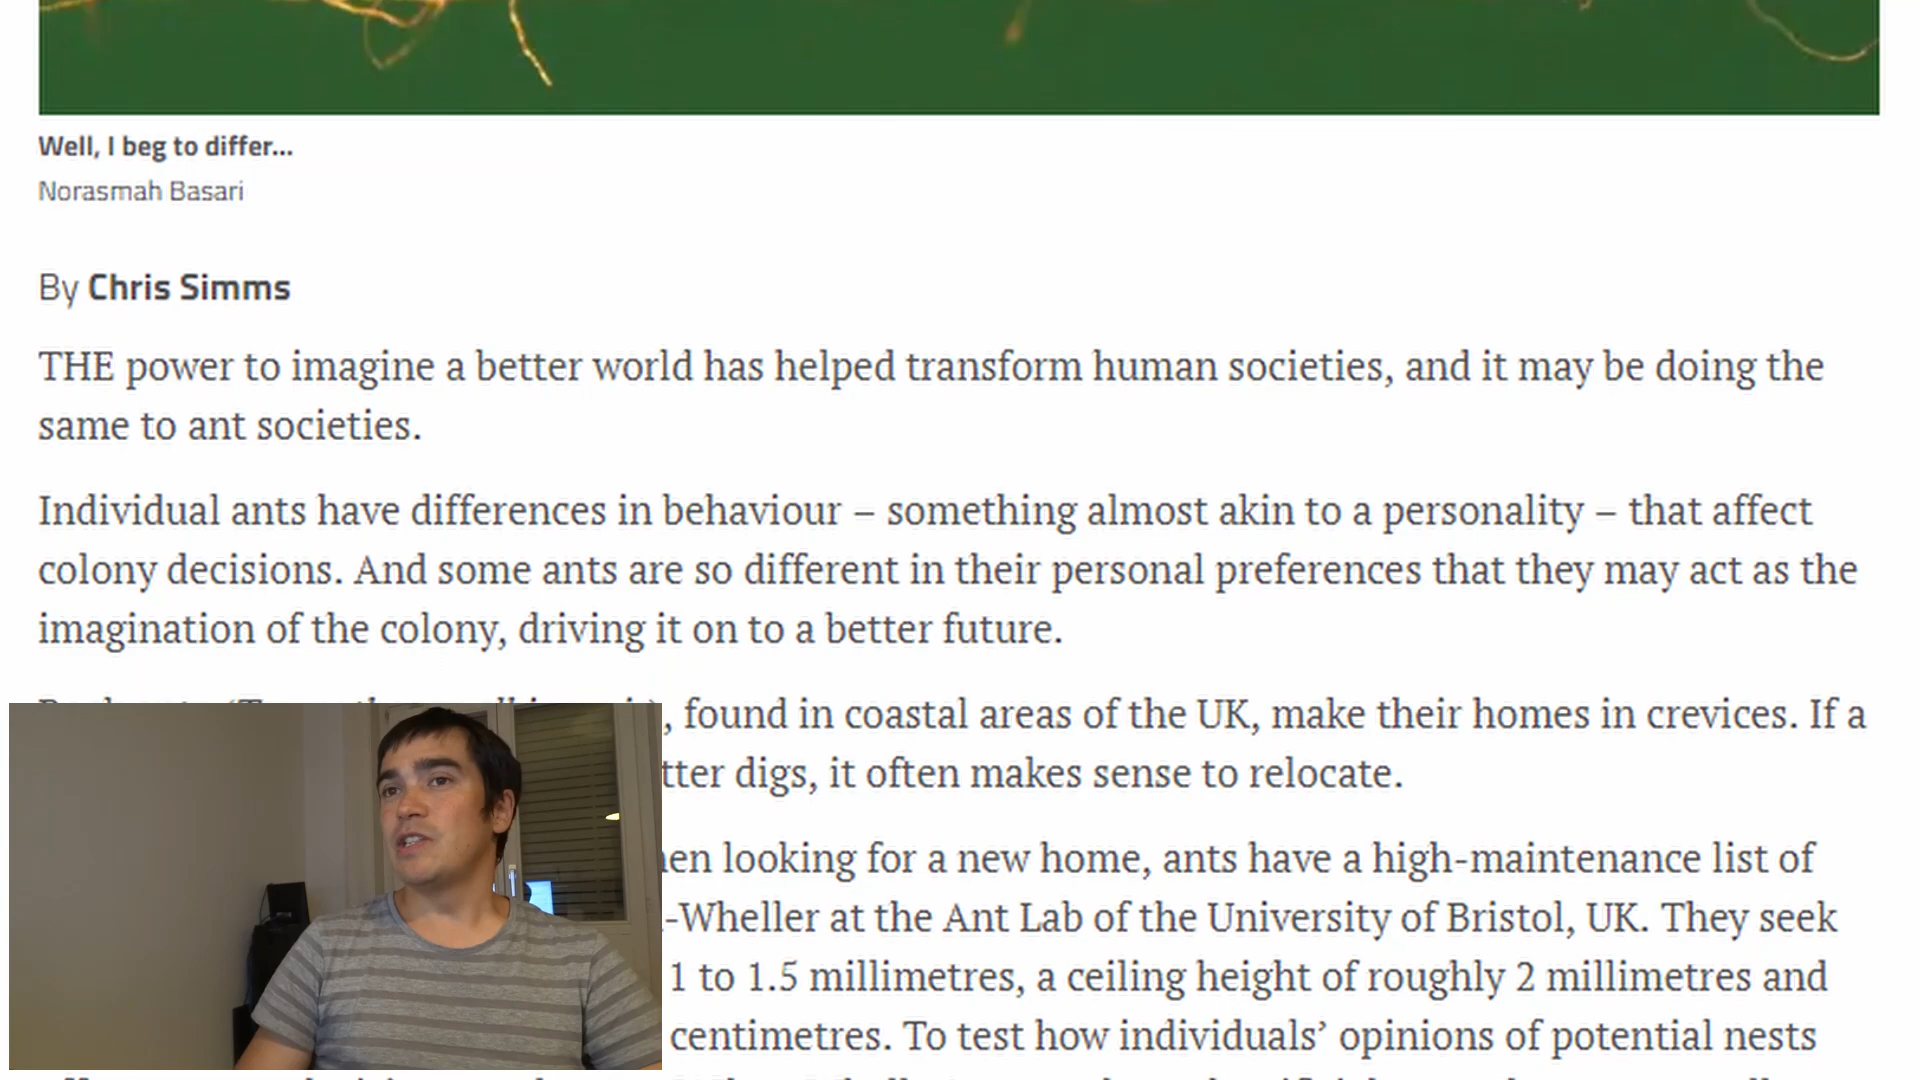 Well, I beg to differ...
Norasmah Basari
By Chris Simms
THE power to imagine a better world has helped transform human societies, and it may be doing the
same to ant societies.
Individual ants have differences in behaviour – something almost akin to a personality – that affect
colony decisions. And some ants are so different in their personal preferences that they may act as the
imagination of the colony, driving it on to a better future.
, found in coastal areas of the UK, make their homes in crevices. If a
digs, it often makes sense to relocate.
looking for a new home, ants have a high-maintenance list of
-Wheller at the Ant Lab of the University of Bristol, UK. They seek
1 to 1.5 millimetres, a ceiling height of roughly 2 millimetres and
centimetres. To test how individuals’ opinions of potential nests